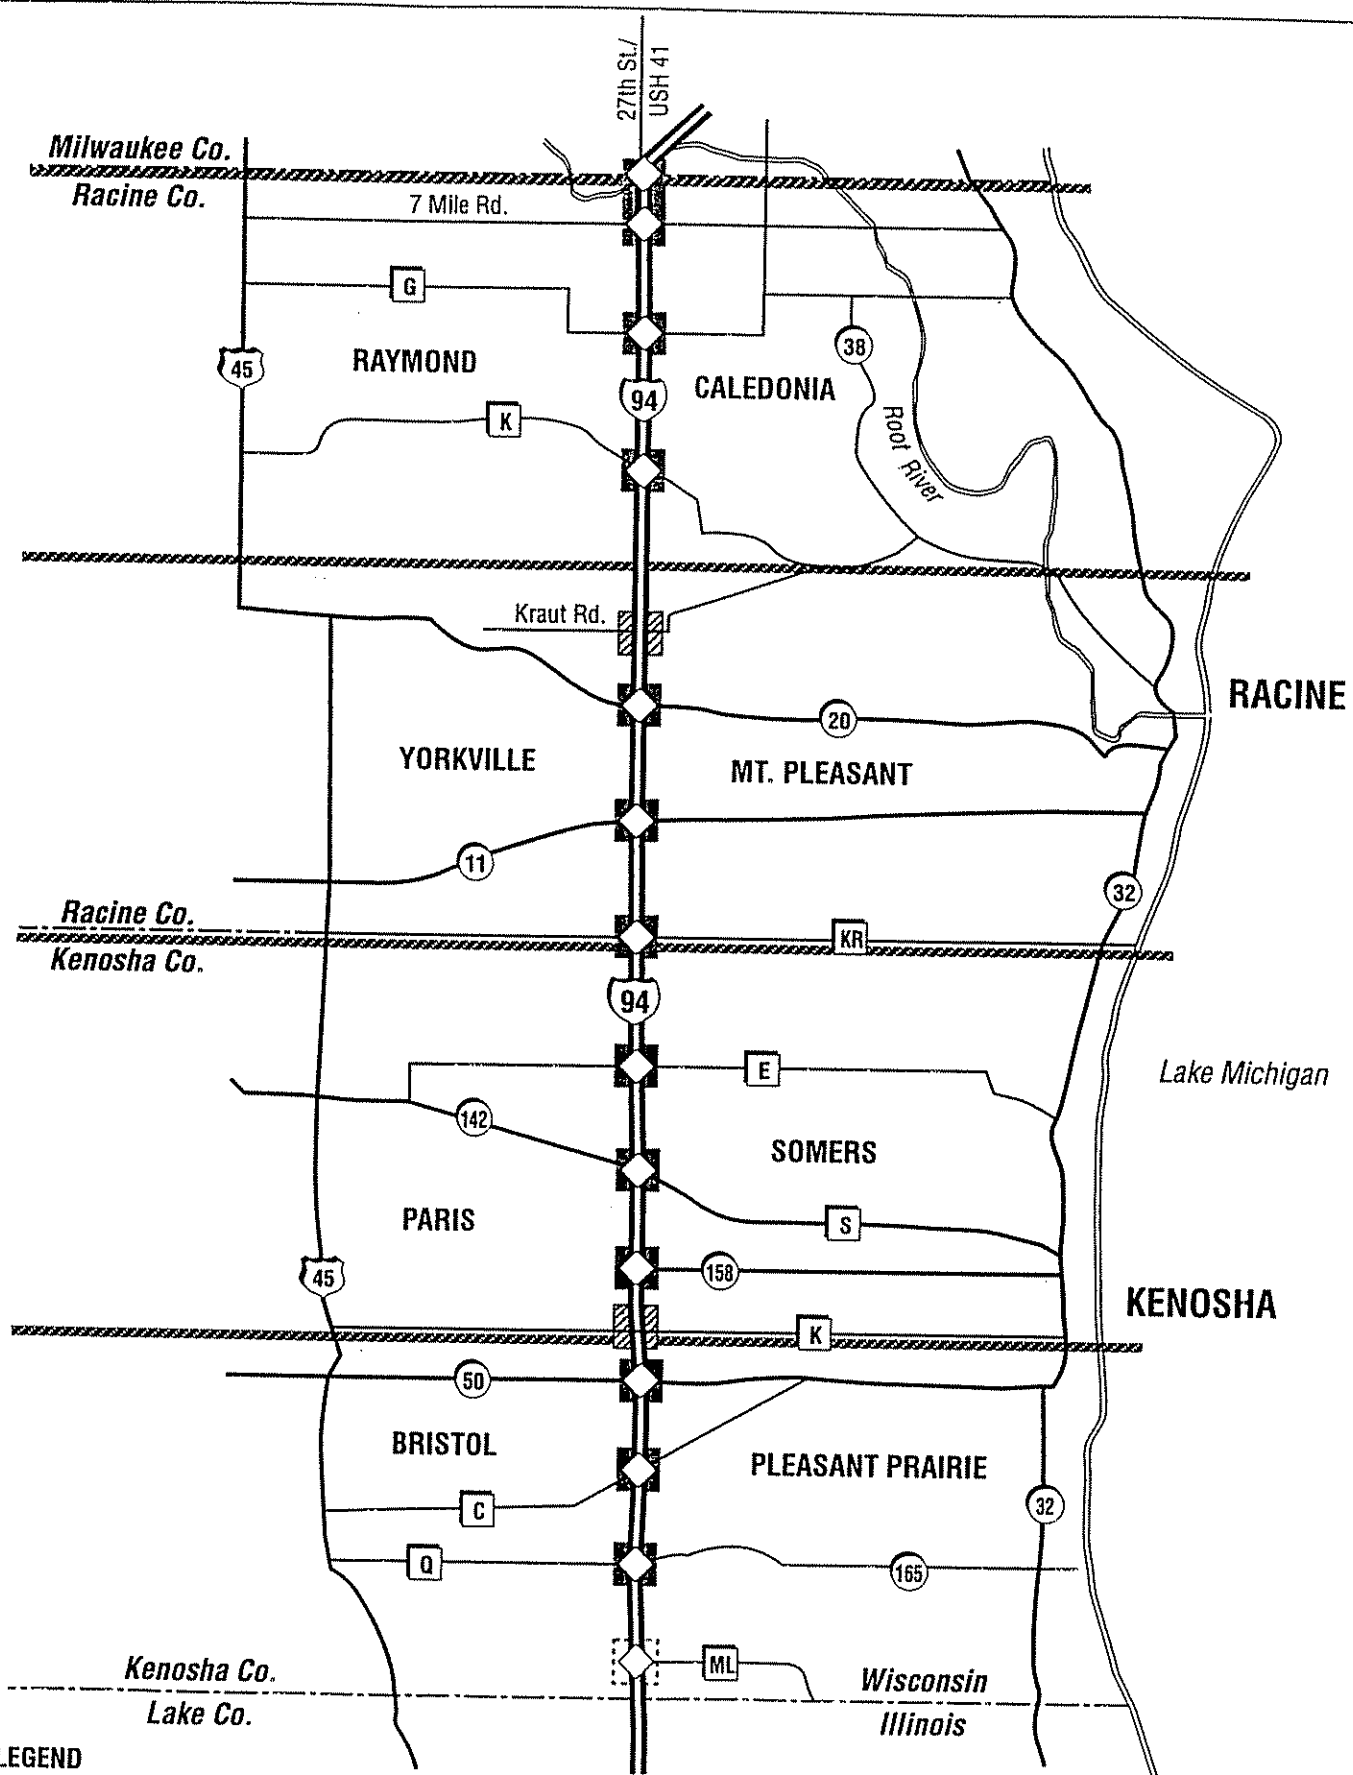 27th St./
USH 41
Milwaukee Co.
Racine Co.
7 Mile Rd.
G
RAYMOND
45
94
38
CALEDONIA
K
Root River
Kraut Rd.
RACINE
20
YORKVILLE
MT. PLEASANT
11
32
Racine Co.
KR
Kenosha Co.
94
E
Lake Michigan
142
SOMERS
PARIS
S
158
45
KENOSHA
K
50
BRISTOL
PLEASANT PRAIRIE
C
32
Q
165
ML
Kenosha Co.
Wisconsin
Lake Co.
Illinois
LEGEND